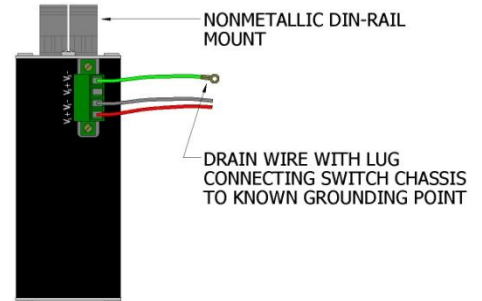 NONMETALLIC DIN-RAIL
MOUNT
DRAIN WIRE WITH LUG
CONNECTING SWITCH CHASSIS
TO KNOWN GROUNDING POINT